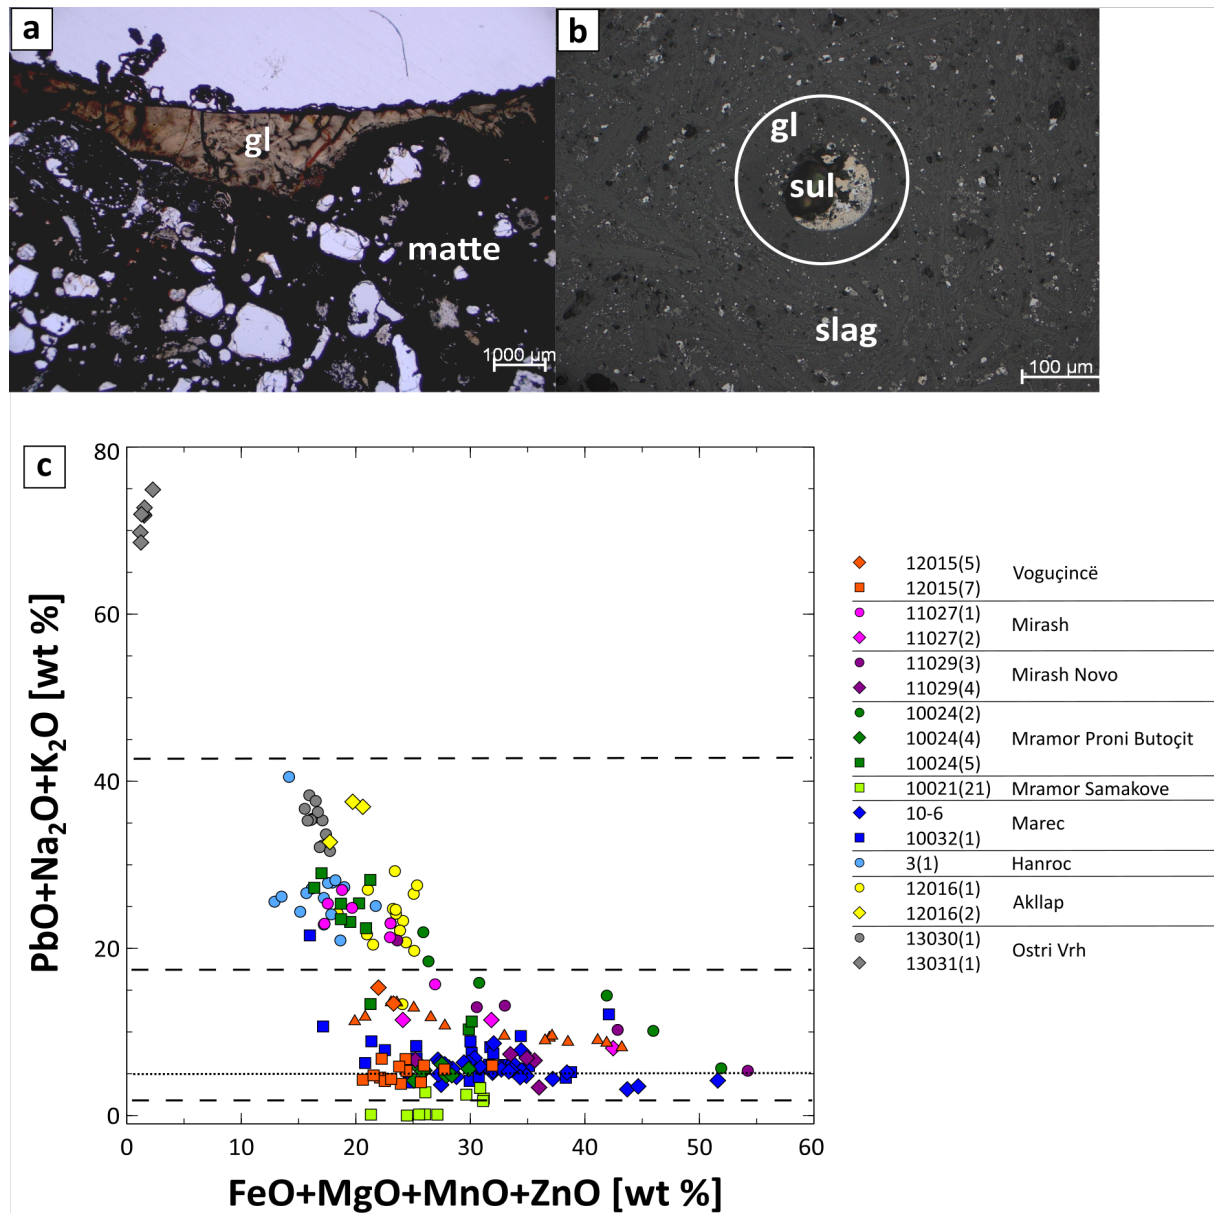 a
gl
matte
1000 µm
b
gl
sul
slag
100 µm
c
80
60
40
20
0
0 10 20 30 40 50 60
PbO+Na₂O+K₂O [wt %]
FeO+MgO+MnO+ZnO [wt %]
12015(5)
12015(7)
Voguçincë
11027(1)
11027(2)
Mirash
11029(3)
11029(4)
Mirash Novo
10024(2)
10024(4)
10024(5)
Mramor Proni Butoçit
10021(21) Mramor Samakove
10-6
10032(1)
Marec
3(1) Hanroc
12016(1)
12016(2)
Akllap
13030(1)
13031(1)
Ostri Vrh